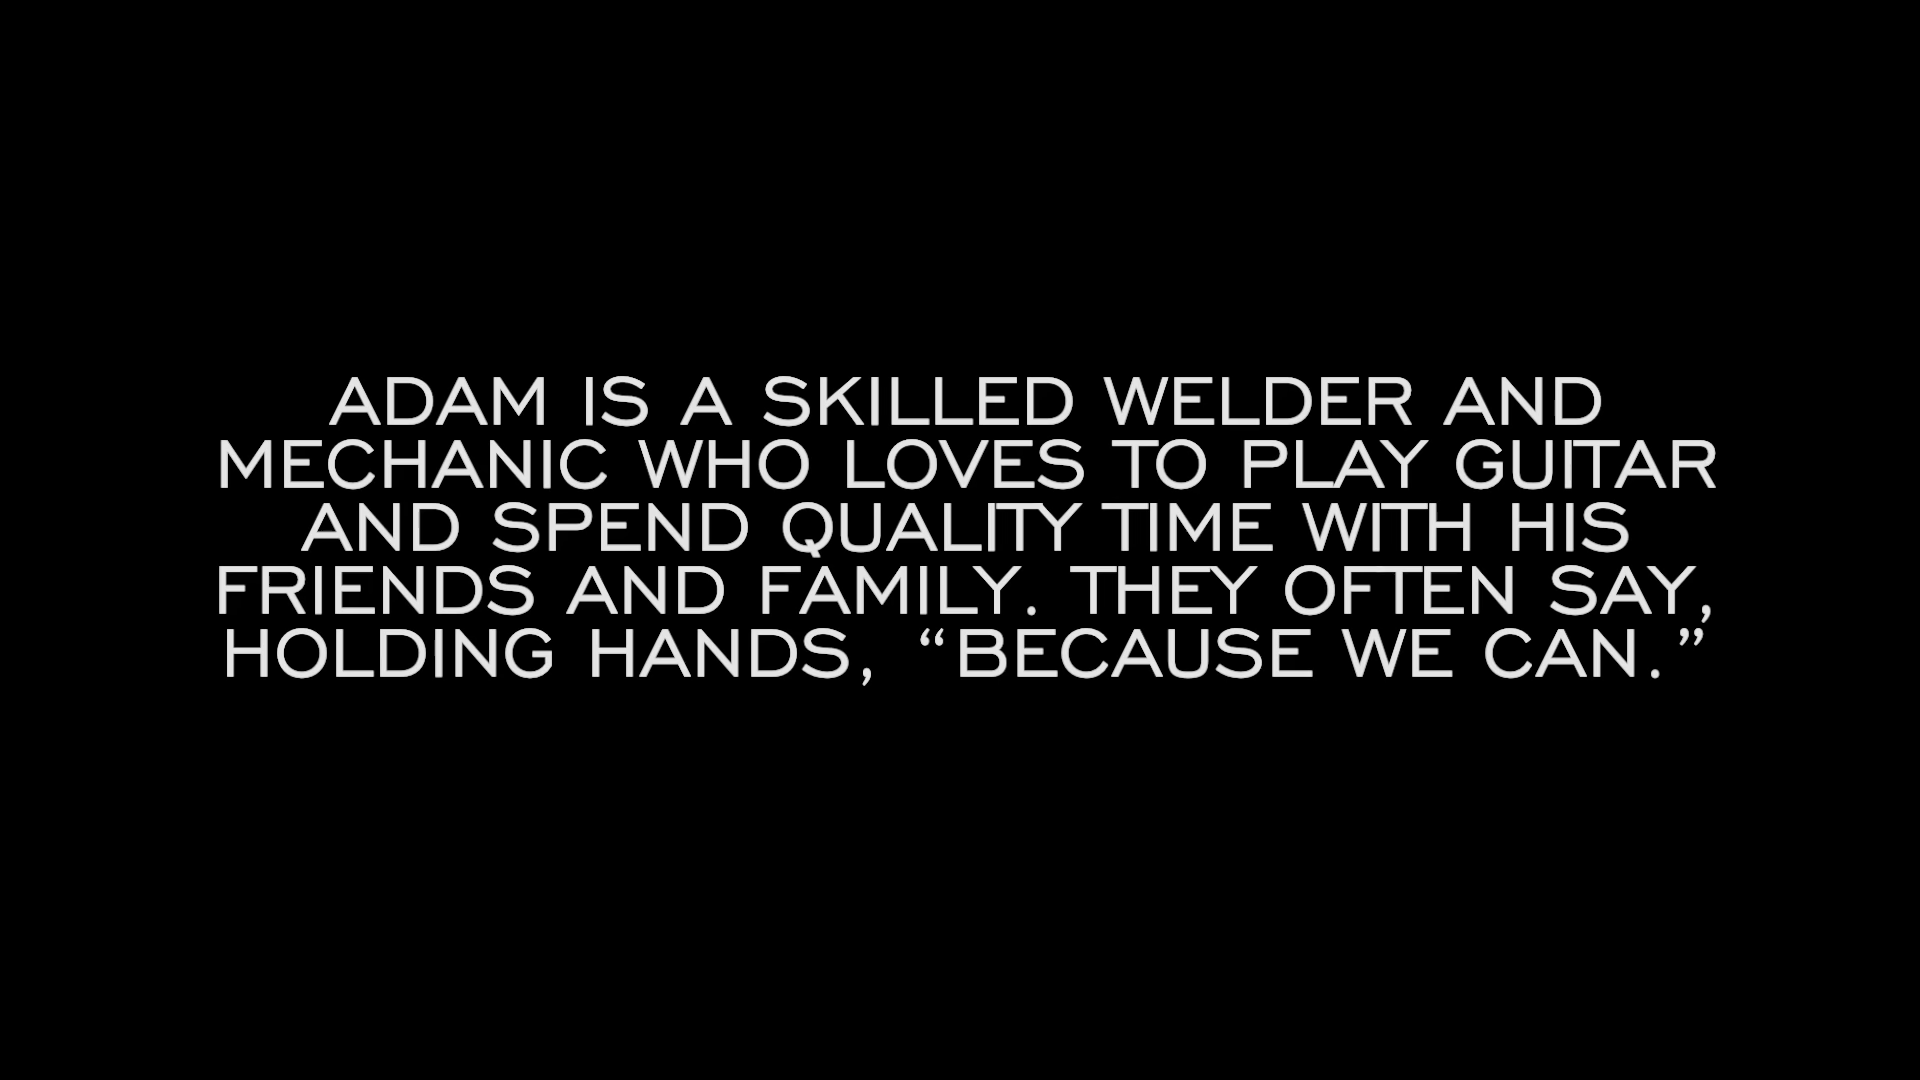 ADAM IS A SKILLED WELDER AND
MECHANIC WHO LOVES TO PLAY GUITAR
AND SPEND QUALITY TIME WITH HIS
FRIENDS AND FAMILY. THEY OFTEN SAY,
HOLDING HANDS, “BECAUSE WE CAN.”